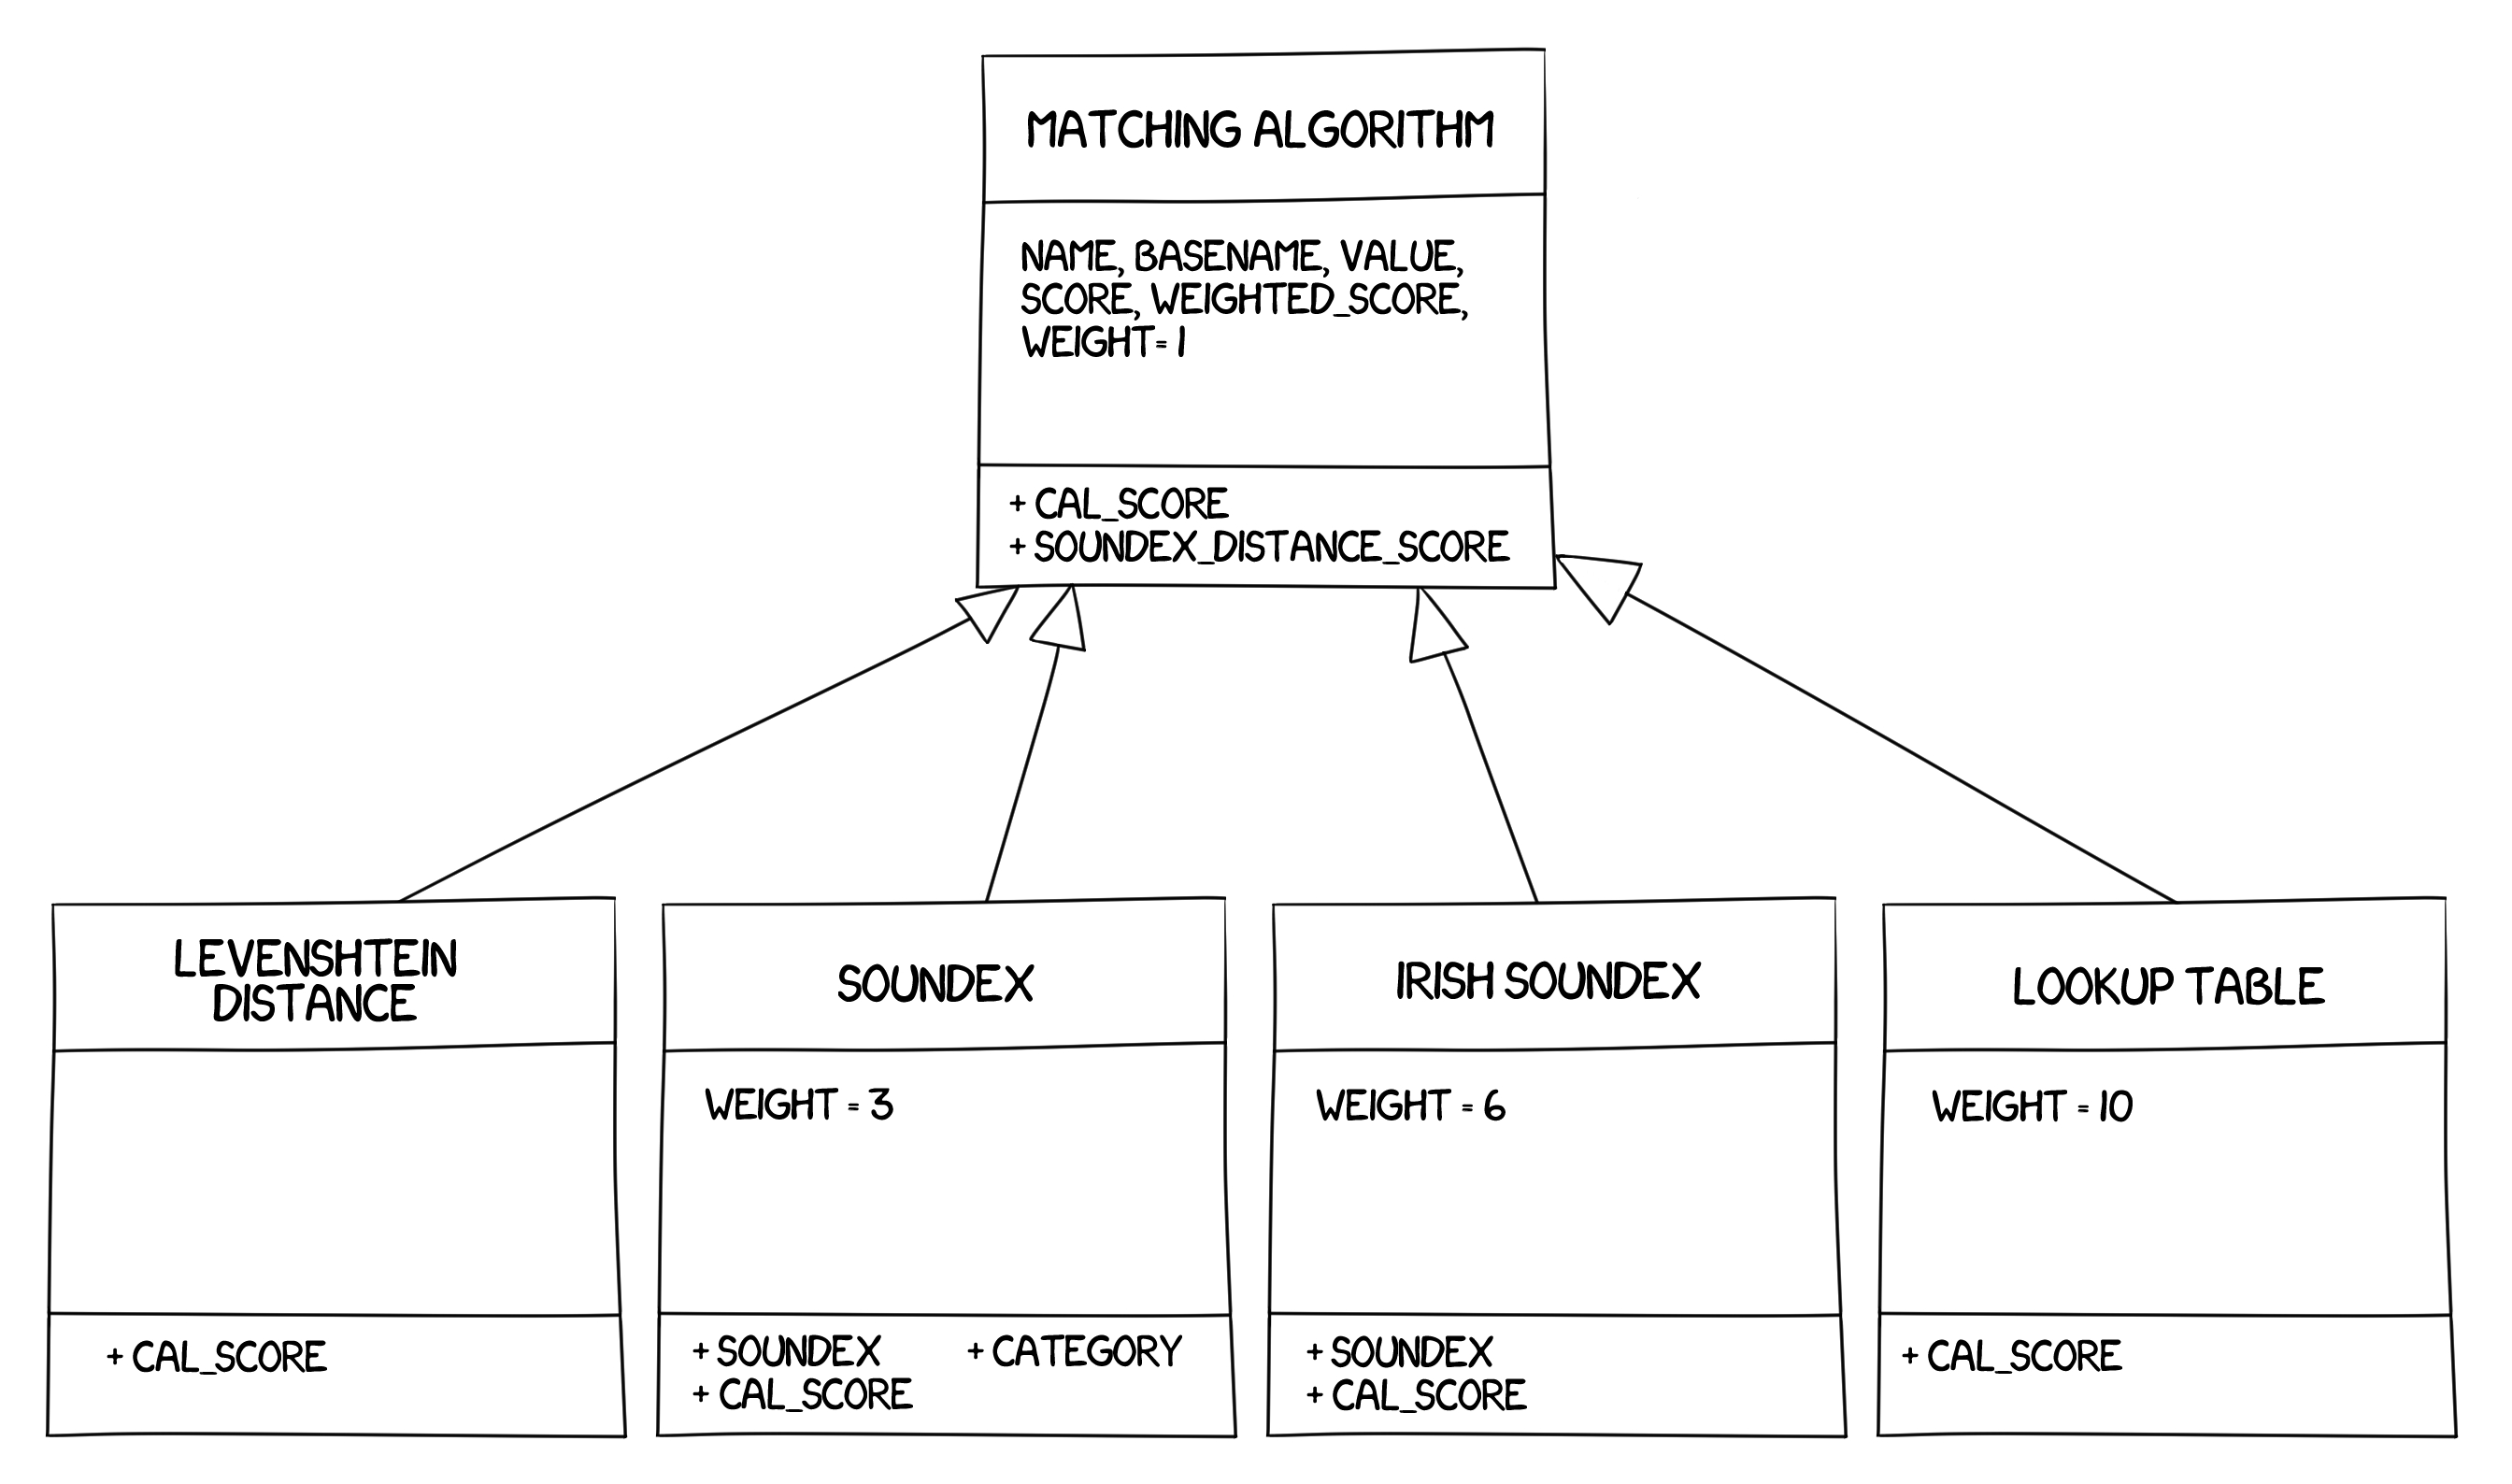 MATCHING ALGORITHM
NAME, BASENAME, VALUE,
SCORE, WEIGHTED_SCORE,
WEIGHT= 1
+ CAL_SCORE
+ SOUNDEX_DISTANCE_SCORE
LEVENSHTEIN
DISTANCE
+ CAL_SCORE
SOUNDEX
WEIGHT = 3
+ SOUNDEX + CATEGORY
+ CAL_SCORE
IRISH SOUNDEX
WEIGHT = 6
+ SOUNDEX
+ CAL_SCORE
LOOKUP TABLE
WEIGHT = 10
+ CAL_SCORE